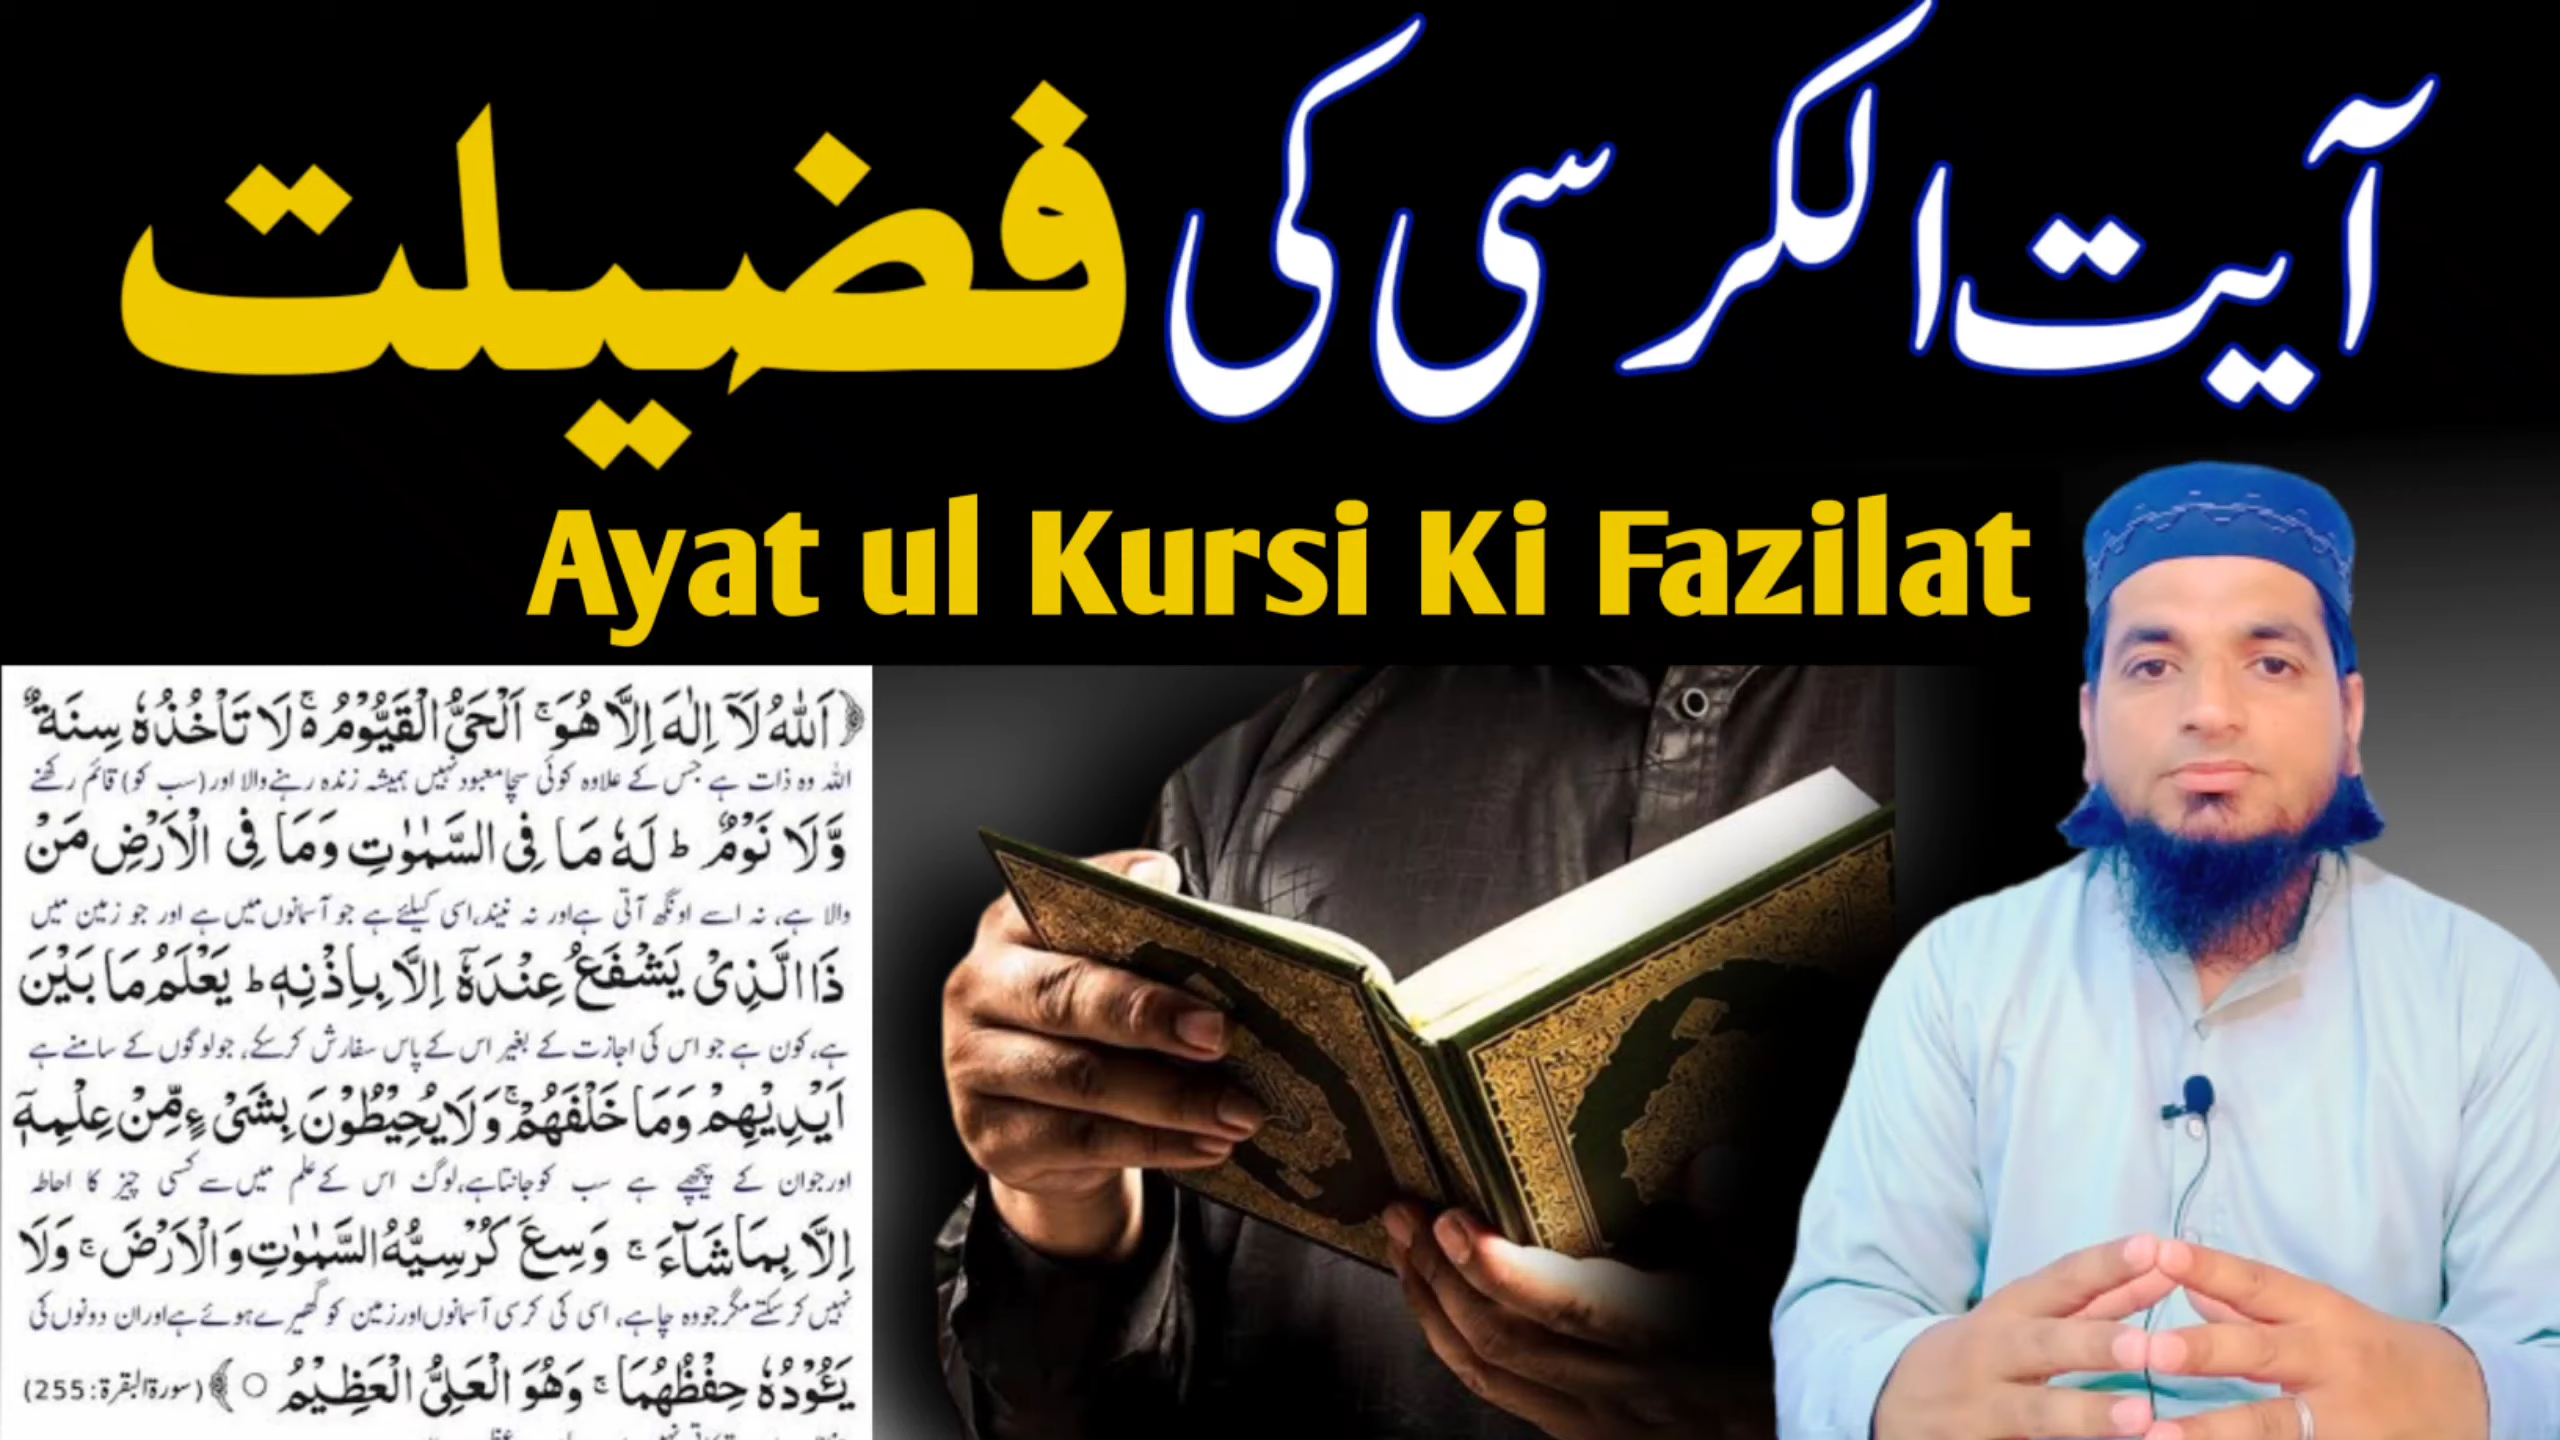 آیت الکرسی کی فضیلت
Ayat ul Kursi Ki Fazilat
﴿اَللّٰهُ لَآ اِلٰهَ اِلَّا هُوَ ۚ اَلْحَیُّ الْقَیُّوْمُ ۚ لَا تَاْخُذُهٗ سِنَةٌ
اللہ وہ ذات ہے جس کے علاوہ کوئی سچا معبود نہیں ہمیشہ زندہ رہنے والا اور (سب کو) قائم رکھنے
وَّلَا نَوْمٌ ؕ لَهٗ مَا فِی السَّمٰوٰتِ وَمَا فِی الْاَرْضِ مَنْ
والا ہے، نہ اسے اونگھ آتی ہے اور نہ نیند، اسی کیلئے ہے جو آسمانوں میں ہے اور جو زمین میں
ذَا الَّذِیْ یَشْفَعُ عِنْدَهٗٓ اِلَّا بِاِذْنِهٖ ؕ یَعْلَمُ مَا بَیْنَ
ہے، کون ہے جو اس کی اجازت کے بغیر اس کے پاس سفارش کرسکے، جو لوگوں کے سامنے ہے
اَیْدِیْهِمْ وَمَا خَلْفَهُمْ ۚ وَلَا یُحِیْطُوْنَ بِشَیْءٍ مِّنْ عِلْمِهٖٓ
اور جو ان کے پیچھے ہے سب کو جانتا ہے، لوگ اس کے علم میں سے کسی چیز کا احاطہ
اِلَّا بِمَا شَآءَ ۚ وَسِعَ كُرْسِیُّهُ السَّمٰوٰتِ وَالْاَرْضَ ۚ وَلَا
نہیں کرسکتے مگر جو وہ چاہے، اسی کی کرسی آسمانوں اور زمین کو گھیرے ہوئے ہے اور ان دونوں کی
یَـُٔوْدُهٗ حِفْظُهُمَا ۚ وَهُوَ الْعَلِیُّ الْعَظِیْمُ ○﴾ (سورۃ البقرۃ: 255)